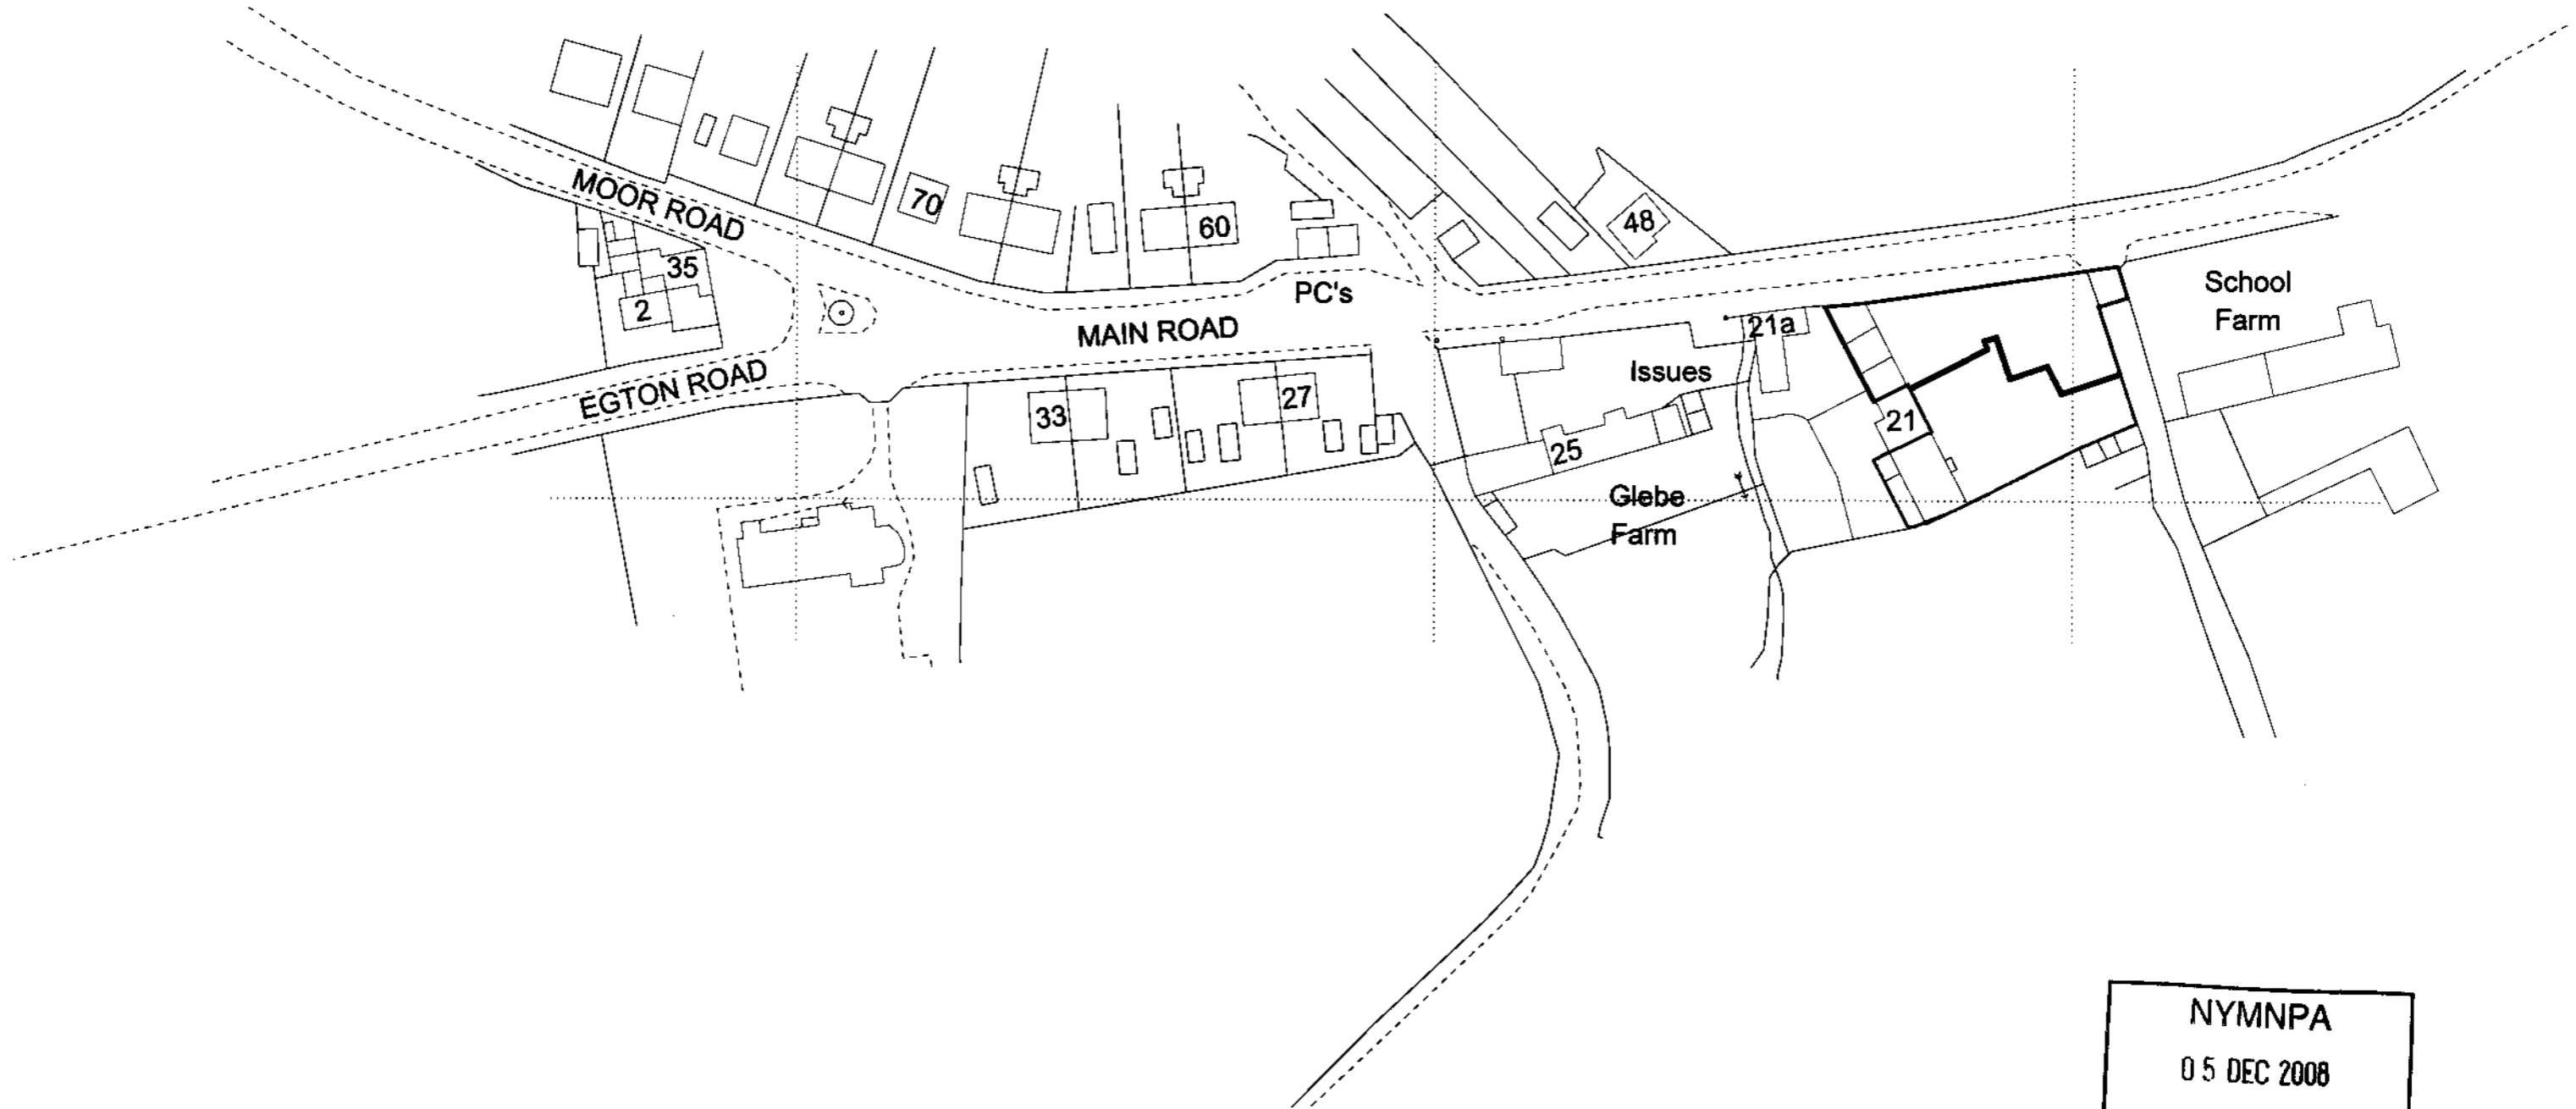 MOOR ROAD
70
60
48
35
2
PC's
MAIN ROAD
21a
School
Farm
EGTON ROAD
33
27
Issues
25
21
Glebe
Farm
NYMNPA
05 DEC 2008